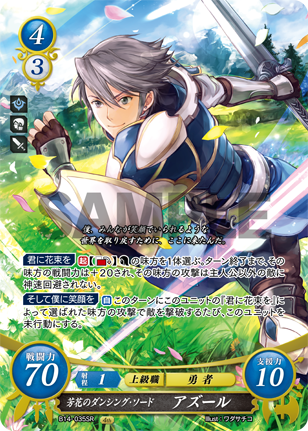 4
3
SAMPLE
僕、みんなが笑顔でいられるような
世界を取り戻すために、ここに来たんだ。
君に花束を 起 の味方を1体選ぶ。ターン終了まで、その
味方の戦闘力は+20され、その味方の攻撃は主人公以外の敵に
神速回避されない。
そして僕に笑顔を 自 このターンにこのユニットの『君に花束を』に
よって選ばれた味方の攻撃で敵を撃破するたび、このユニットを
未行動にする。
戦闘力
70
射程 1
上級職
勇者
支援力
10
芳花のダンシング・ソード アズール
B14-035SR
Illust.:ワダサチコ